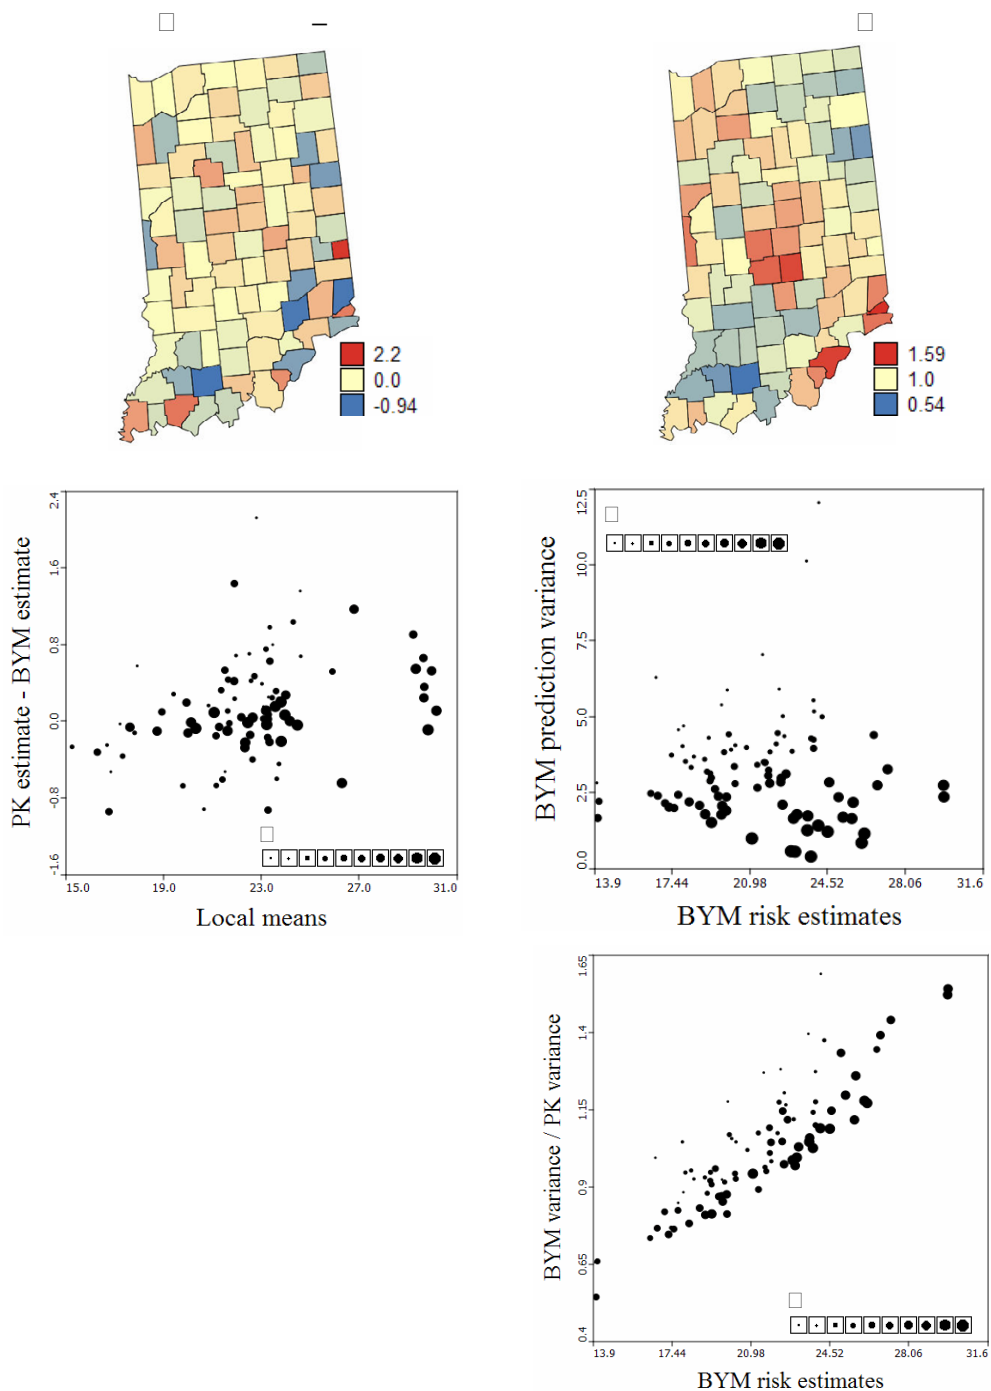 2.2
0.0
-0.94
1.59
1.0
0.54
PK estimate - BYM estimate
2.4
1.6
0.8
0.0
-0.8
-1.6
15.0 19.0 23.0 27.0 31.0
Local means
BYM prediction variance
12.5
10.0
7.5
5.0
2.5
0.0
13.9 17.44 20.98 24.52 28.06 31.6
BYM risk estimates
BYM variance / PK variance
1.65
1.4
1.15
0.9
0.65
0.4
13.9 17.44 20.98 24.52 28.06 31.6
BYM risk estimates